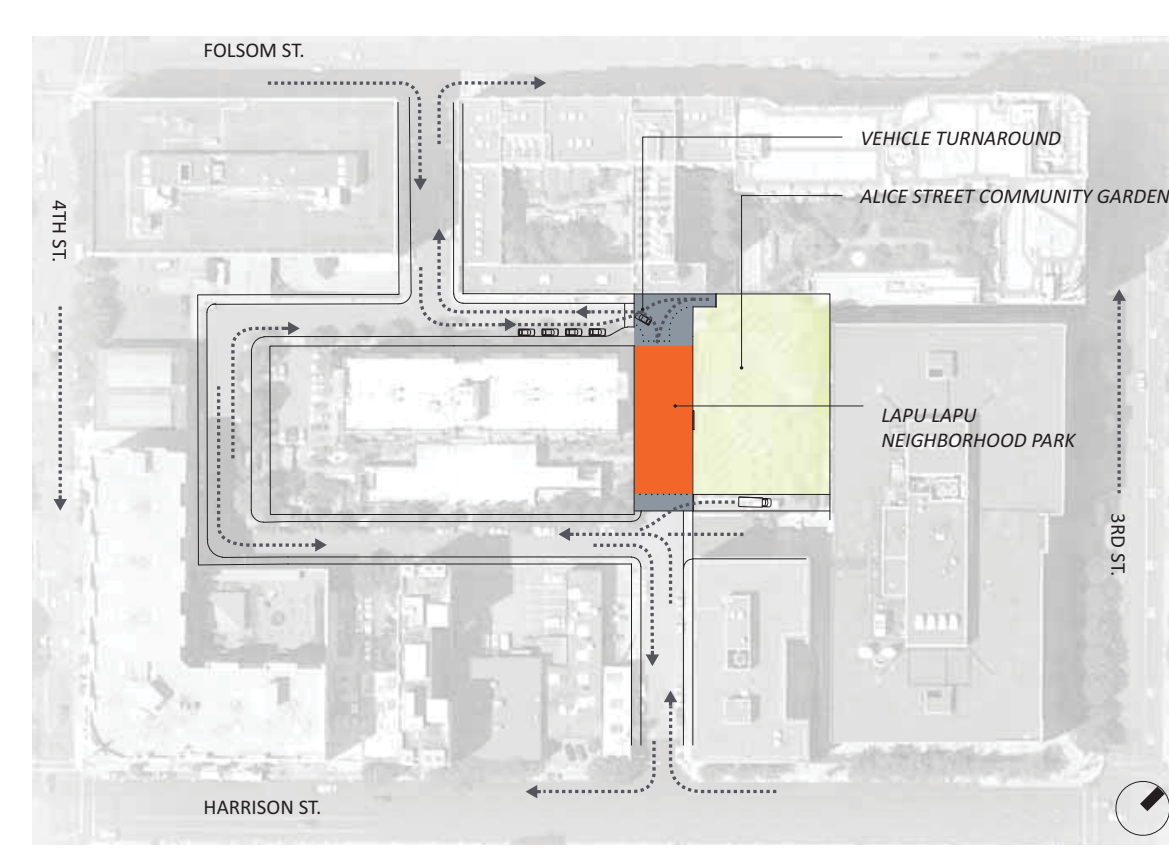 FOLSOM ST.
VEHICLE TURNAROUND
ALICE STREET COMMUNITY GARDEN
4TH ST.
LAPU LAPU
NEIGHBORHOOD PARK
3RD ST.
HARRISON ST.